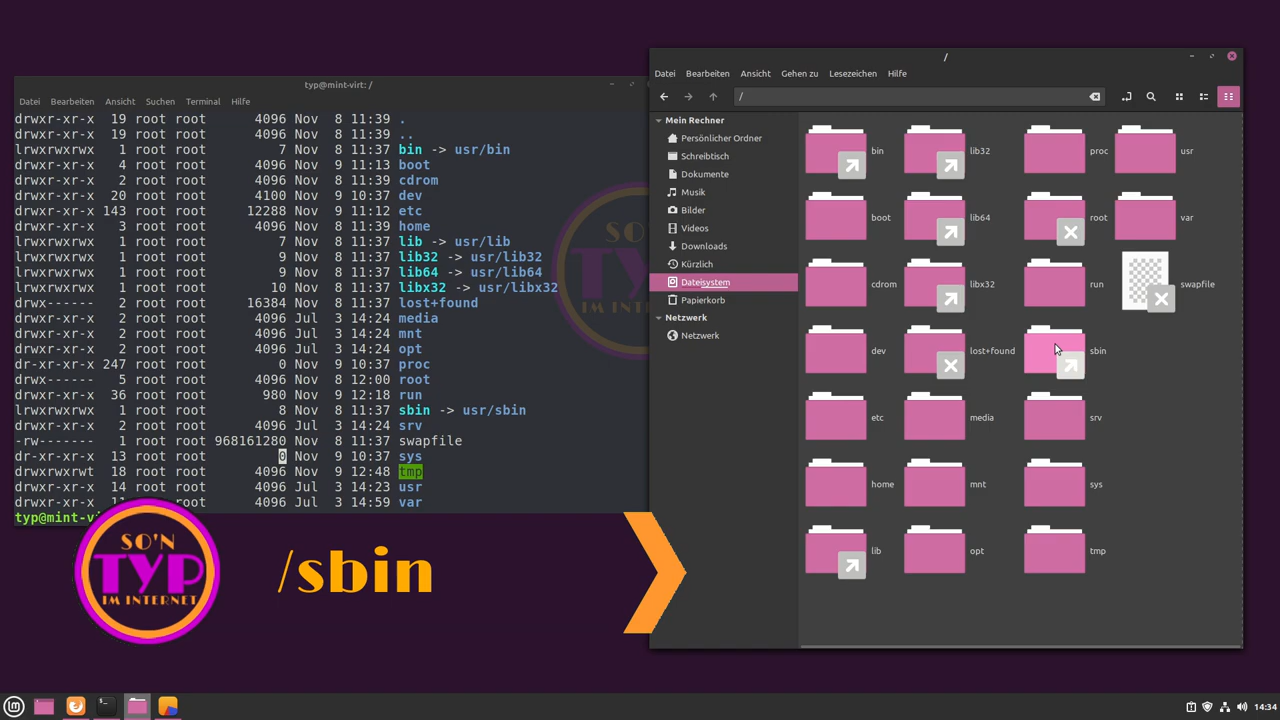 typ@mint-virt: /
Datei Bearbeiten Ansicht Suchen Terminal Hilfe
drwxr-xr-x 19 root root 4096 Nov 8 11:39 .
drwxr-xr-x 19 root root 4096 Nov 8 11:39 ..
lrwxrwxrwx 1 root root 7 Nov 8 11:37 bin -> usr/bin
drwxr-xr-x 4 root root 4096 Nov 9 11:13 boot
drwxrwxr-x 2 root root 4096 Nov 8 11:39 cdrom
drwxr-xr-x 20 root root 4100 Nov 9 11:12 dev
drwxr-xr-x 143 root root 12288 Nov 9 11:12 etc
drwxr-xr-x 3 root root 4096 Nov 8 11:39 home
lrwxrwxrwx 1 root root 7 Nov 8 11:37 lib -> usr/lib
lrwxrwxrwx 1 root root 9 Nov 8 11:37 lib32 -> usr/lib32
lrwxrwxrwx 1 root root 9 Nov 8 11:37 lib64 -> usr/lib64
lrwxrwxrwx 1 root root 10 Nov 8 11:37 libx32 -> usr/libx32
drwx------ 2 root root 16384 Nov 8 11:37 lost+found
drwxr-xr-x 2 root root 4096 Jul 3 14:24 media
drwxr-xr-x 2 root root 4096 Jul 3 14:24 mnt
drwxr-xr-x 2 root root 4096 Jul 3 14:24 opt
dr-xr-xr-x 247 root root 0 Nov 9 10:37 proc
drwx------ 5 root root 4096 Nov 8 12:00 root
drwxr-xr-x 36 root root 980 Nov 9 12:18 run
lrwxrwxrwx 1 root root 8 Nov 8 11:37 sbin -> usr/sbin
drwxr-xr-x 2 root root 4096 Jul 3 14:24 srv
-rw------- 1 root root 968161280 Nov 8 11:37 swapfile
dr-xr-xr-x 13 root root 0 Nov 9 10:37 sys
drwxrwxrwt 18 root root 4096 Nov 9 12:48 tmp
drwxr-xr-x 14 root root 4096 Jul 3 14:23 usr
drwxr-xr-x 11 root root 4096 Jul 3 14:59 var
SO'N
TYP
SO'N
TYP
IM INTERNET
/sbin
/
Datei Bearbeiten Ansicht Gehen zu Lesezeichen Hilfe
/
Mein Rechner
Persönlicher Ordner
Schreibtisch
Dokumente
Musik
Bilder
Videos
Downloads
Kürzlich
Dateisystem
Papierkorb
Netzwerk
Netzwerk
bin lib32 proc usr
boot lib64 root var
cdrom libx32 run swapfile
dev lost+found sbin
etc media srv
home mnt sys
lib opt tmp
14:34